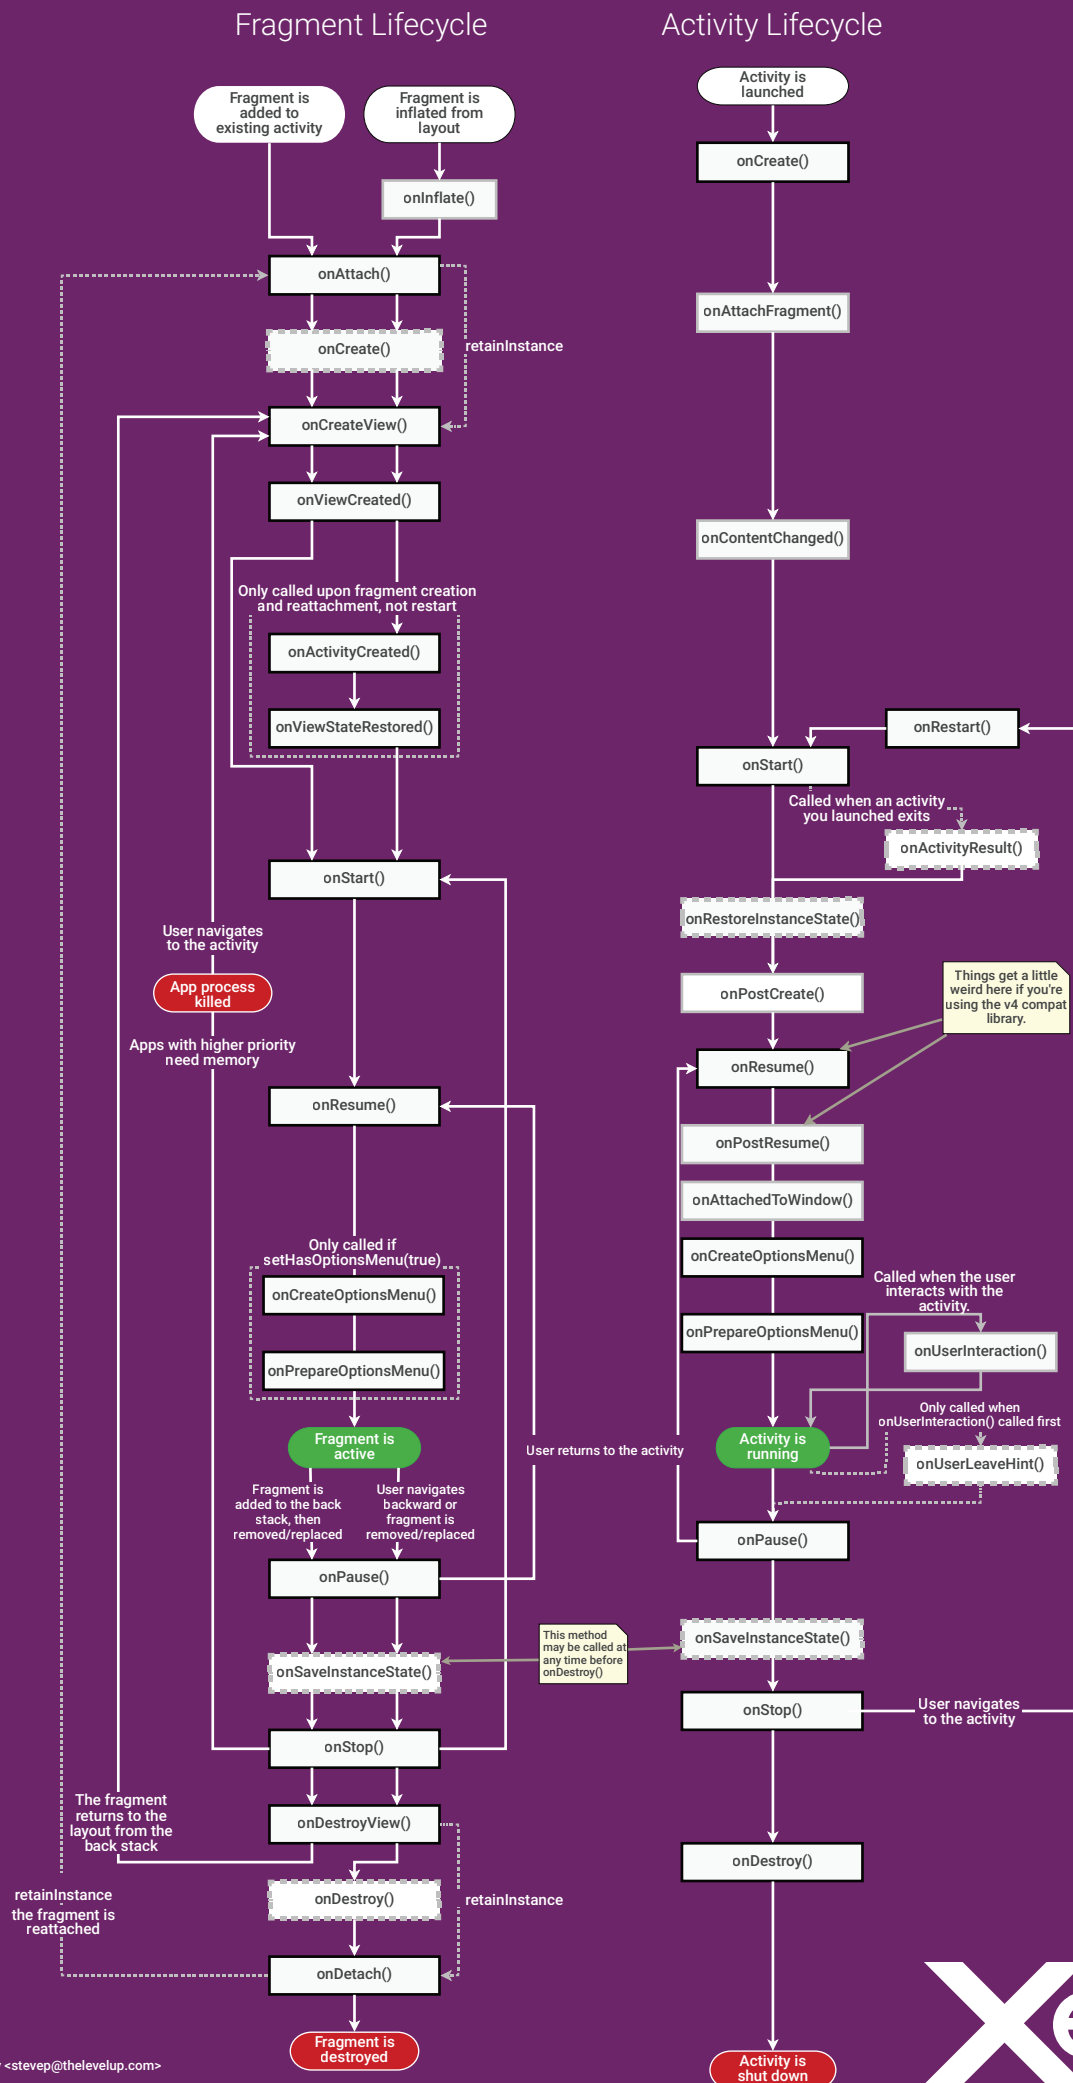 Fragment Lifecycle
Fragment is
added to
existing activity
Fragment is
inflated from
layout
onInflate()
onAttach()
onCreate()
retainInstance
onCreateView()
onViewCreated()
Only called upon fragment creation
and reattachment, not restart
onActivityCreated()
onViewStateRestored()
onStart()
User navigates
to the activity
App process
killed
Apps with higher priority
need memory
onResume()
Only called if
setHasOptionsMenu(true)
onCreateOptionsMenu()
onPrepareOptionsMenu()
Fragment is
active
User returns to the activity
Fragment is
added to the back
stack, then
removed/replaced
User navigates
backward or
fragment is
removed/replaced
onPause()
This method
may be called at
any time before
onDestroy()
onSaveInstanceState()
onStop()
The fragment
returns to the
layout from the
back stack
onDestroyView()
onDestroy()
retainInstance
retainInstance
the fragment is
reattached
onDetach()
Fragment is
destroyed
<stevep@thelevelup.com>
Activity Lifecycle
Activity is
launched
onCreate()
onAttachFragment()
onContentChanged()
onRestart()
onStart()
Called when an activity
you launched exits
onActivityResult()
onRestoreInstanceState()
onPostCreate()
Things get a little
weird here if you're
using the v4 compat
library.
onResume()
onPostResume()
onAttachedToWindow()
onCreateOptionsMenu()
Called when the user
interacts with the
activity.
onPrepareOptionsMenu()
onUserInteraction()
Only called when
onUserInteraction() called first
Activity is
running
onUserLeaveHint()
onPause()
onSaveInstanceState()
onStop()
User navigates
to the activity
onDestroy()
Activity is
shut down